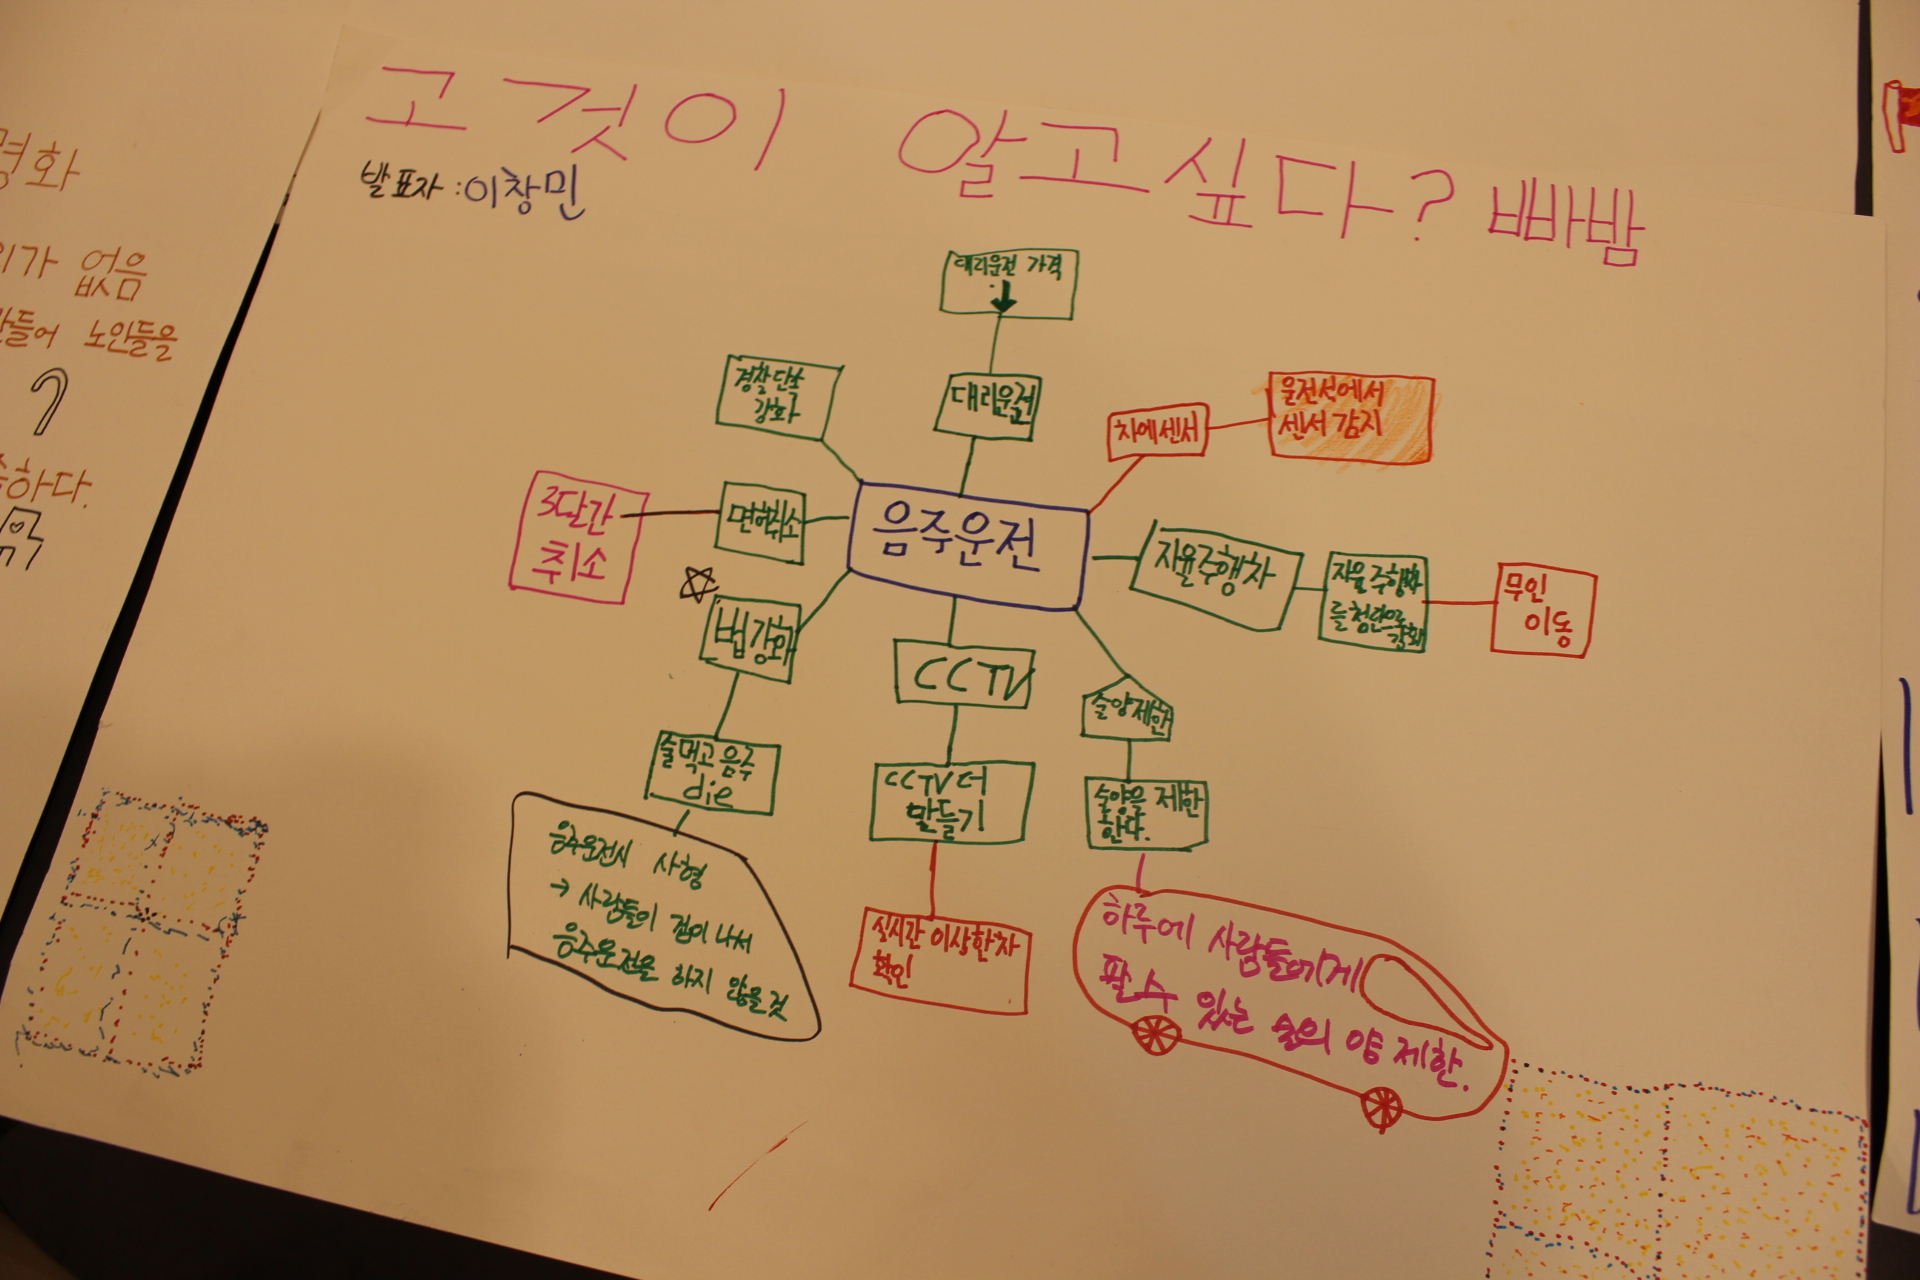 고것이 알고싶다? 빠밤
발표자 : 이창민
대리운전 가격
대리운전
경찰단속
강화
차에센서
운전석에서
센서 감지
3달간
취소
면허취소
음주운전
자율주행차
자율주행차
를 첨단으로
강화
무인
이동
법강화
CCTV
술양제한
술먹고 음주
die
CCTV 더
만들기
술양을 제한
한다.
음주운전시 사형
→ 사람들이 겁이 나서
음주운전을 하지 않을것
실시간 이상한차
확인
하루에 사람들에게
팔 수 있는 술의 양 제한.
명화
가 없음
들어 노인들을
하다.